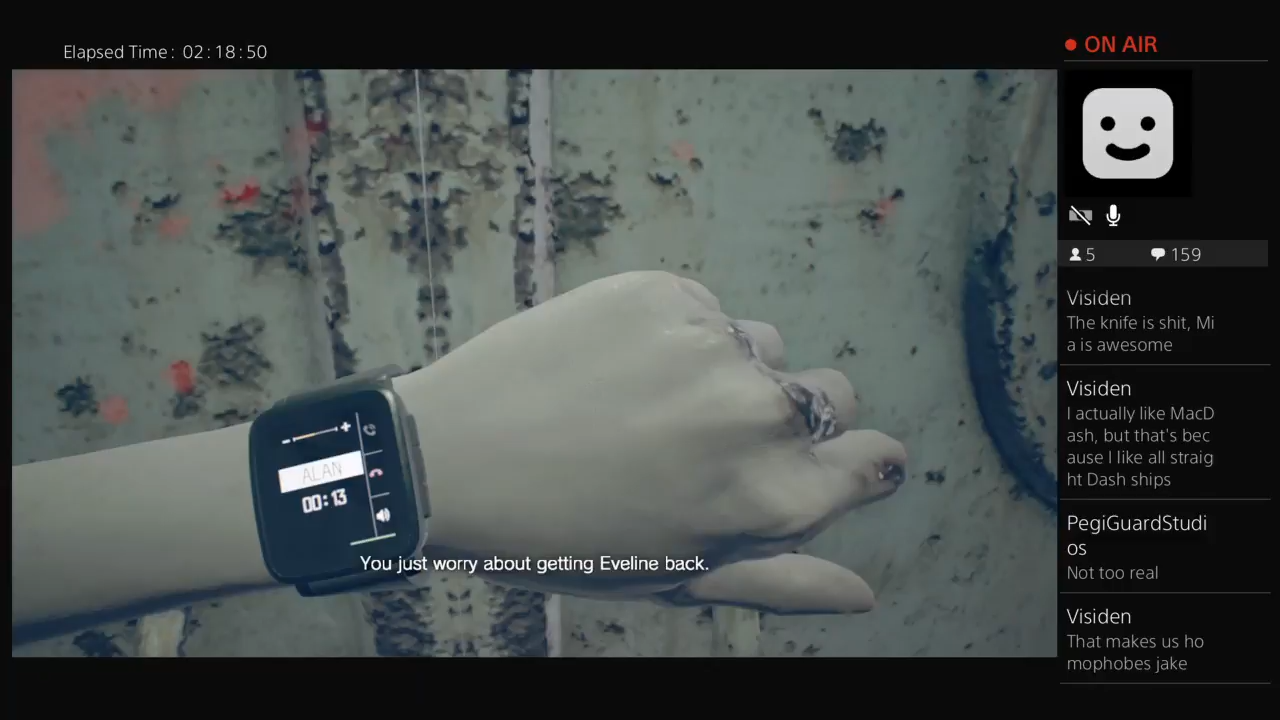 Elapsed Time: 02:18:50
ON AIR
5 159
Visiden
The knife is shit, Mi
a is awesome
Visiden
I actually like MacD
ash, but that's bec
ause I like all straig
ht Dash ships
PegiGuardStudi
os
Not too real
Visiden
That makes us ho
mophobes jake
ALAN
00:13
You just worry about getting Eveline back.